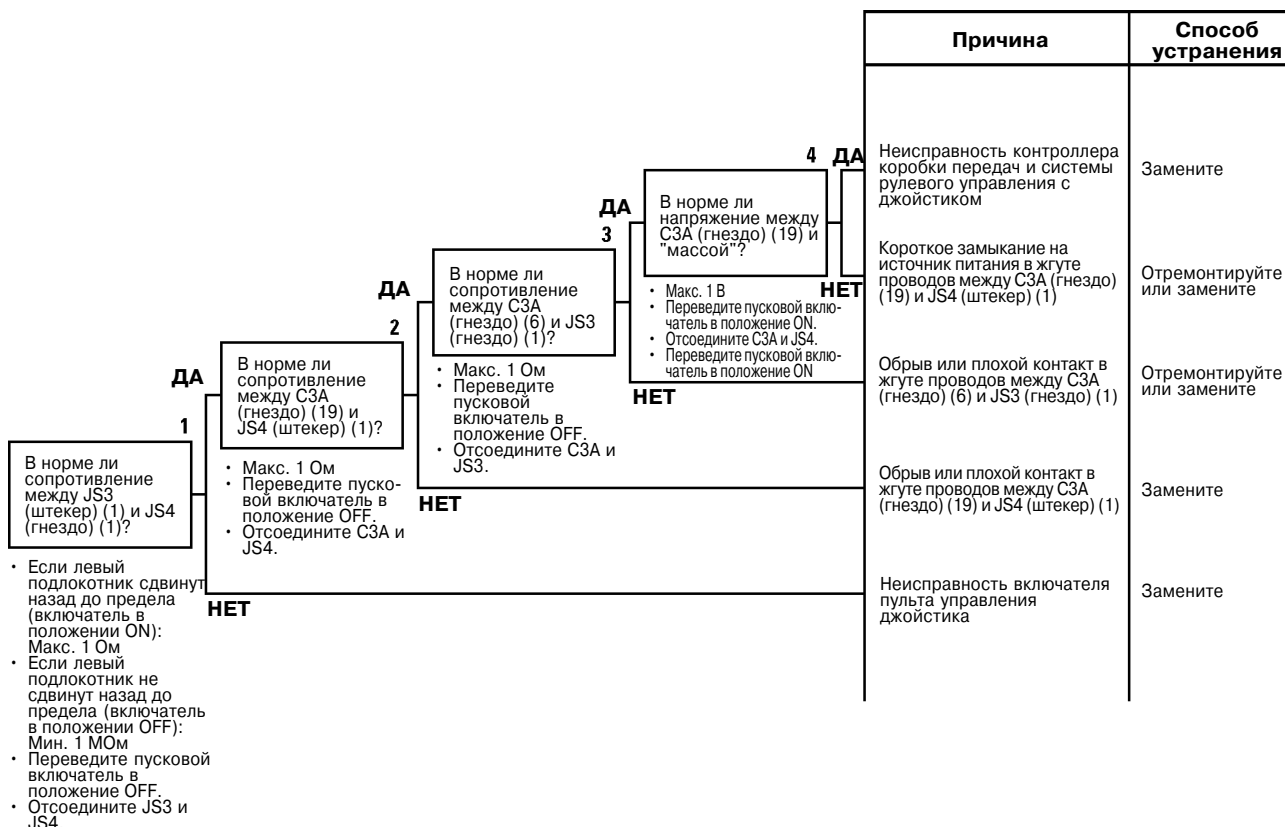 Причина
Способ
устранения
4
ДА
Неисправность контроллера
коробки передач и системы
рулевого управления с
джойстиком
Замените
ДА
3
В норме ли
напряжение между
C3A (гнездо) (19) и
"массой"?
НЕТ
Короткое замыкание на
источник питания в жгуте
проводов между C3A (гнездо)
(19) и JS4 (штекер) (1)
Отремонтируйте
или замените
• Макс. 1 В
• Переведите пусковой вклю-
чатель в положение ON.
• Отсоедините C3A и JS4.
• Переведите пусковой вклю-
чатель в положение ON
ДА
2
В норме ли
сопротивление
между C3A
(гнездо) (6) и JS3
(гнездо) (1)?
НЕТ
Обрыв или плохой контакт в
жгуте проводов между C3A
(гнездо) (6) и JS3 (гнездо) (1)
Отремонтируйте
или замените
• Макс. 1 Ом
• Переведите
пусковой
включатель в
положение OFF.
• Отсоедините C3A и
JS3.
ДА
1
В норме ли
сопротивление
между C3A
(гнездо) (19) и
JS4 (штекер) (1)?
НЕТ
Обрыв или плохой контакт в
жгуте проводов между C3A
(гнездо) (19) и JS4 (штекер) (1)
Замените
• Макс. 1 Ом
• Переведите пуско-
вой включатель в
положение OFF.
• Отсоедините C3A и
JS4.
В норме ли
сопротивление
между JS3
(штекер) (1) и JS4
(гнездо) (1)?
НЕТ
Неисправность включателя
пульта управления
джойстика
Замените
• Если левый
подлокотник сдвинут
назад до предела
(включатель в
положении ON):
Макс. 1 Ом
• Если левый
подлокотник не
сдвинут назад до
предела (включатель
в положении OFF):
Мин. 1 МОм
• Переведите пусковой
включатель в
положение OFF.
• Отсоедините JS3 и
JS4